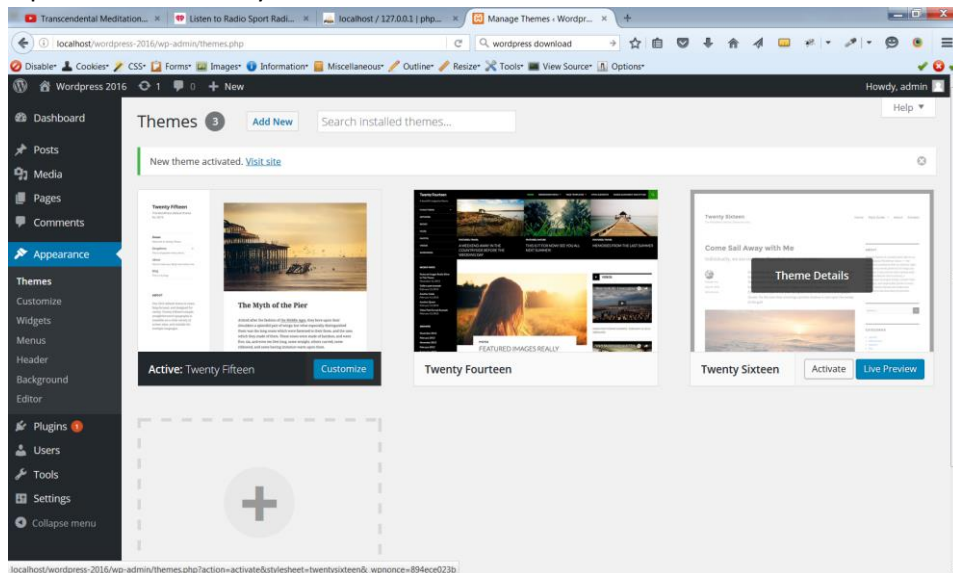 Transcendental Meditation...
Listen to Radio Sport Radi...
localhost / 127.0.0.1 | php...
Manage Themes ‹ Wordpr...
localhost/wordpress-2016/wp-admin/themes.php
wordpress download
Disable Cookies CSS Forms Images Information Miscellaneous Outline Resize Tools View Source Options
Wordpress 2016 1 0 + New
Howdy, admin
Help
Dashboard
Posts
Media
Pages
Comments
Appearance
Themes
Customize
Widgets
Menus
Header
Background
Editor
Plugins 1
Users
Tools
Settings
Collapse menu
Themes 3 Add New Search installed themes...
New theme activated. Visit site
Twenty Fifteen
The Myth of the Pier
Active: Twenty Fifteen Customize
Twenty Fourteen
FEATURED IMAGES REALLY
Twenty Fourteen
Twenty Sixteen
Come Sail Away with Me
Theme Details
Twenty Sixteen Activate Live Preview
localhost/wordpress-2016/wp-admin/themes.php?action=activate&stylesheet=twentysixteen&_wpnonce=894ece023b